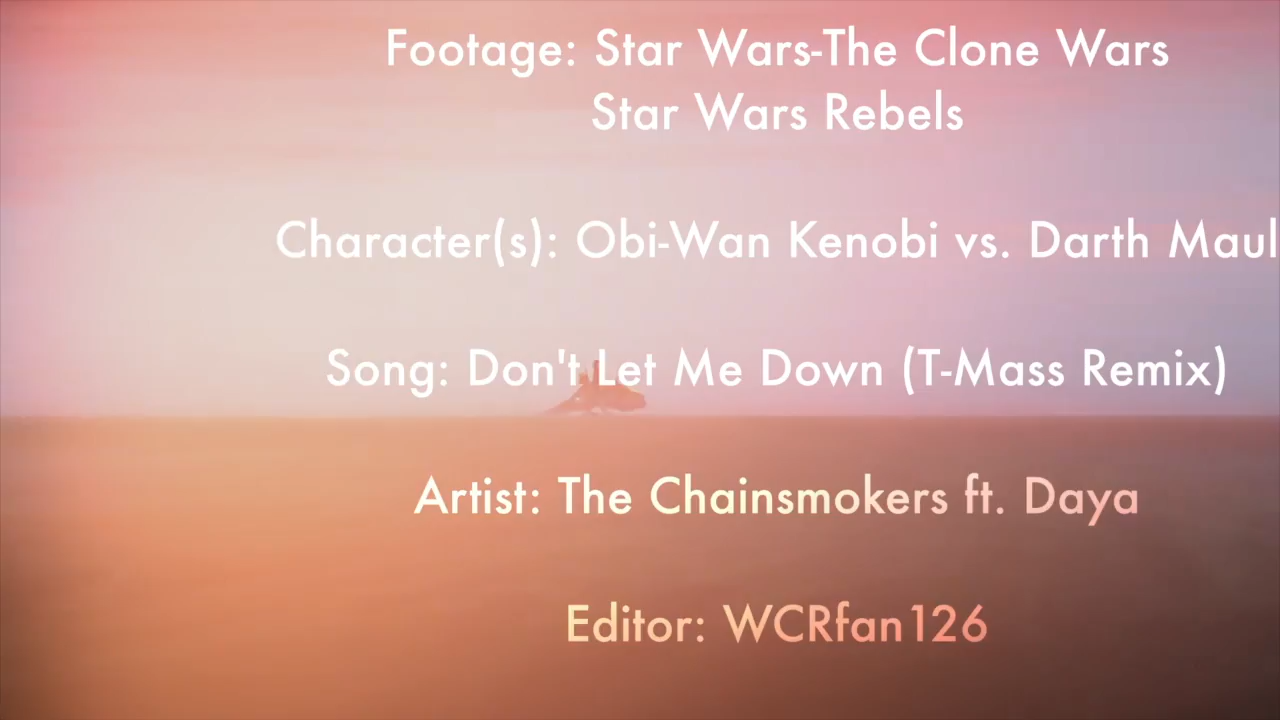 Footage: Star Wars-The Clone Wars
Star Wars Rebels
Character(s): Obi-Wan Kenobi vs. Darth Maul
Song: Don't Let Me Down (T-Mass Remix)
Artist: The Chainsmokers ft. Daya
Editor: WCRfan126